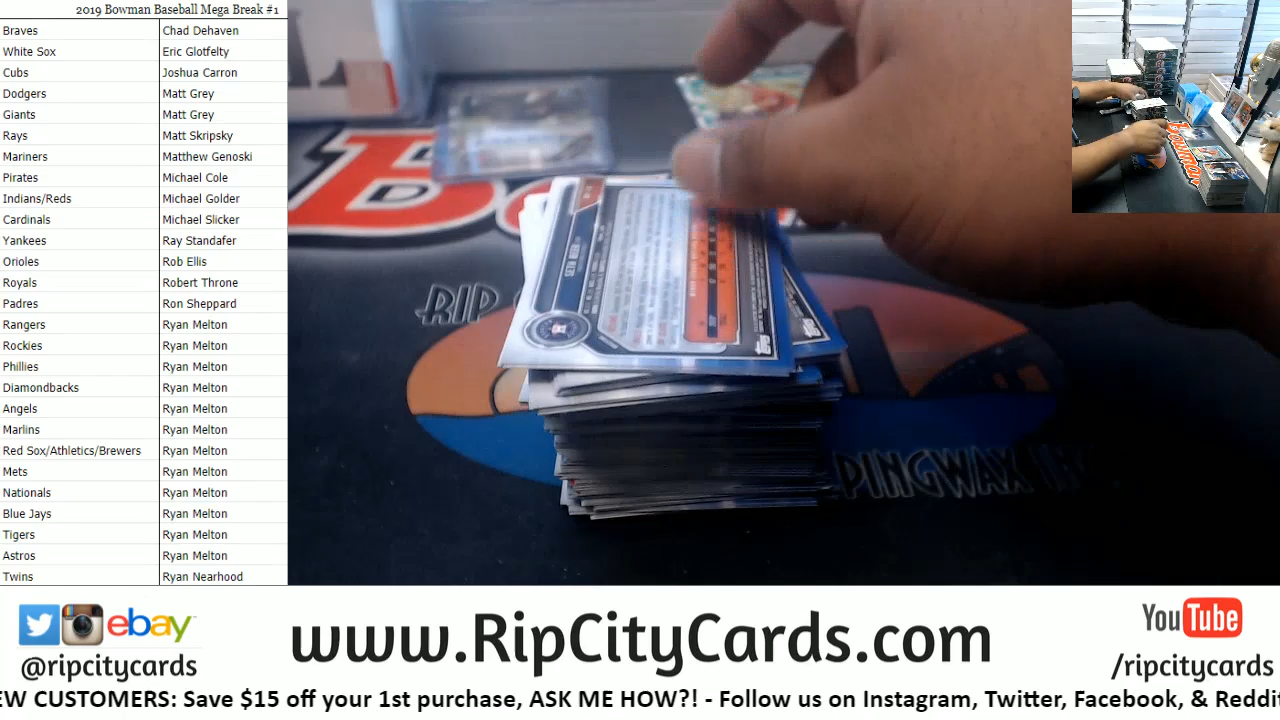 2019 Bowman Baseball Mega Break #1
Braves Chad Dehaven
White Sox Eric Glotfelty
Cubs Joshua Carron
Dodgers Matt Grey
Giants Matt Grey
Rays Matt Skripsky
Mariners Matthew Genoski
Pirates Michael Cole
Indians/Reds Michael Golder
Cardinals Michael Slicker
Yankees Ray Standafer
Orioles Rob Ellis
Royals Robert Throne
Padres Ron Sheppard
Rangers Ryan Melton
Rockies Ryan Melton
Phillies Ryan Melton
Diamondbacks Ryan Melton
Angels Ryan Melton
Marlins Ryan Melton
Red Sox/Athletics/Brewers Ryan Melton
Mets Ryan Melton
Nationals Ryan Melton
Blue Jays Ryan Melton
Tigers Ryan Melton
Astros Ryan Melton
Twins Ryan Nearhood
SETH BEER
topps
RIP
PINGWAX
Bowman
ebay
@ripcitycards
www.RipCityCards.com
YouTube
/ripcitycards
EW CUSTOMERS: Save $15 off your 1st purchase, ASK ME HOW?! - Follow us on Instagram, Twitter, Facebook, & Reddi